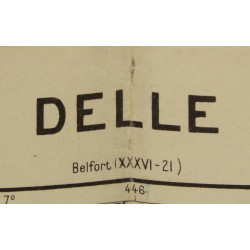 DELLE
Belfort (XXXVI-21)
446
7°